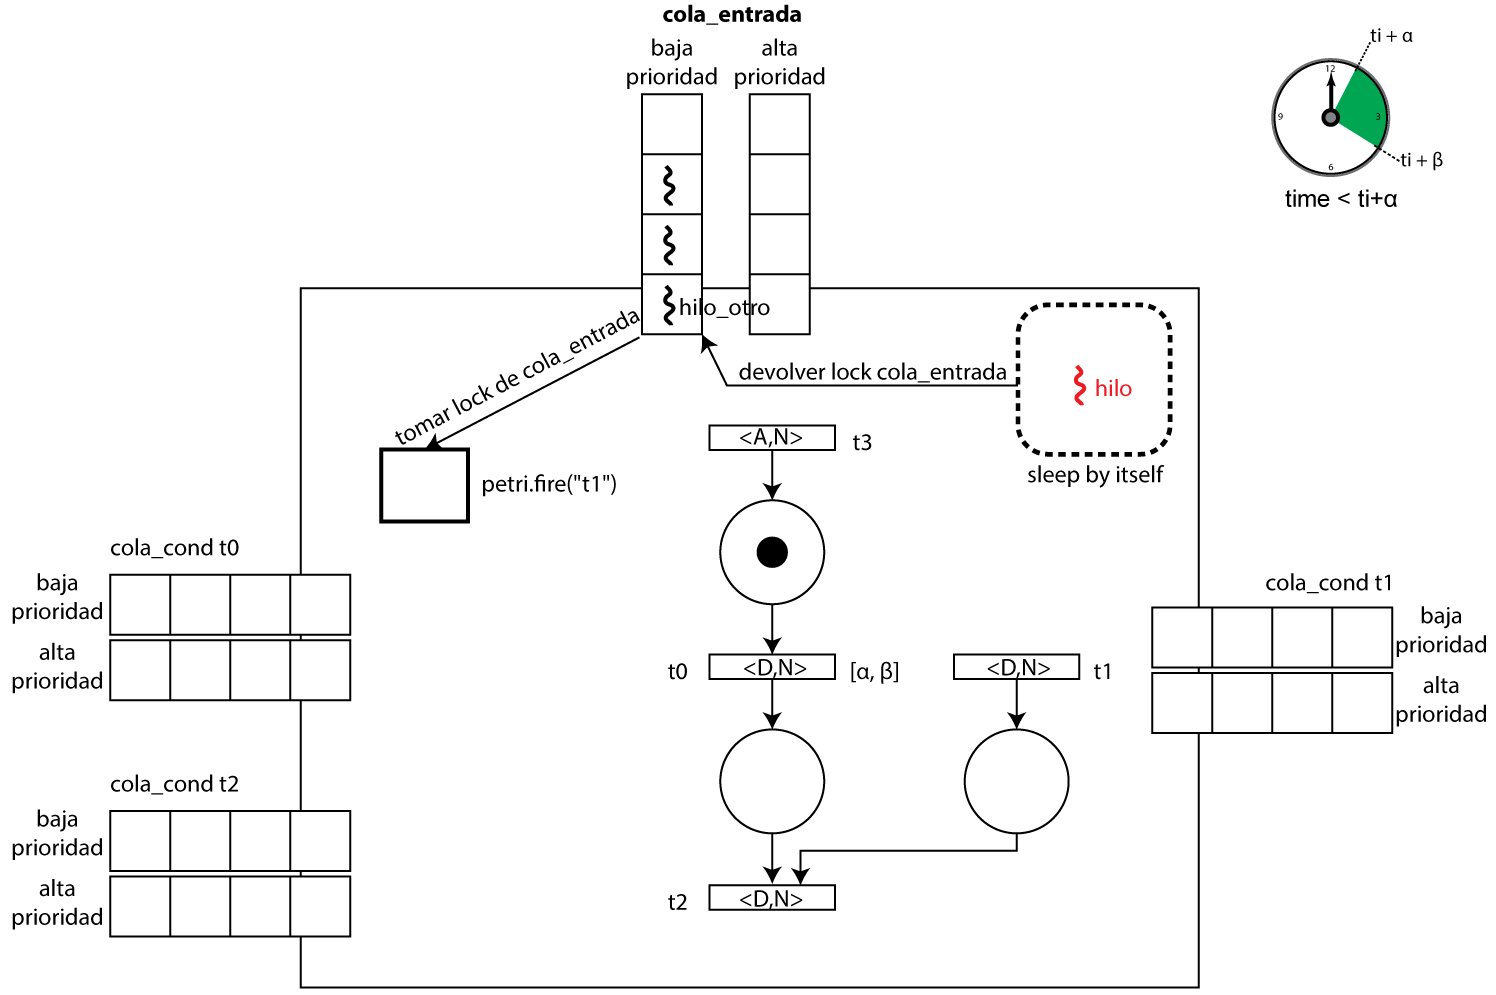 cola_entrada
baja
prioridad
alta
prioridad
ti + α
12
9
3
6
ti + β
time < ti+α
hilo_otro
tomar lock de cola_entrada
devolver lock cola_entrada
hilo
sleep by itself
<A,N>
t3
petri.fire("t1")
cola_cond t0
baja
prioridad
alta
prioridad
cola_cond t1
baja
prioridad
alta
prioridad
t0
<D,N>
[α, β]
<D,N>
t1
cola_cond t2
baja
prioridad
alta
prioridad
t2
<D,N>